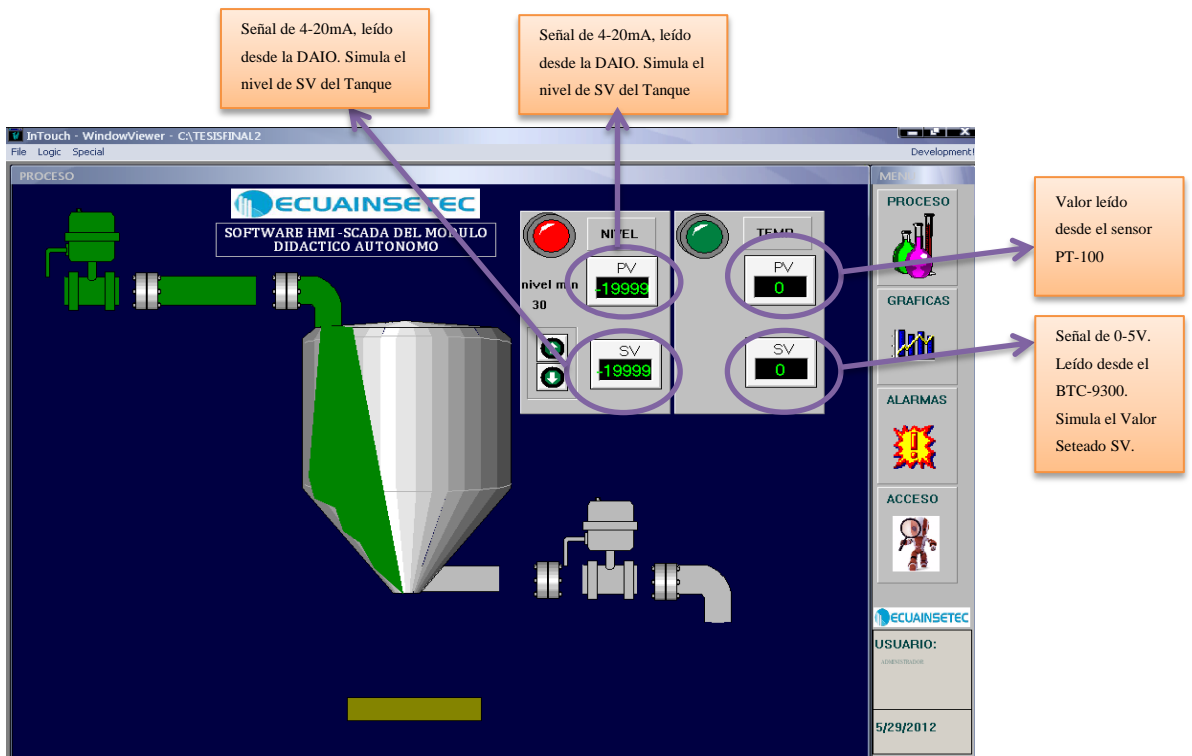 Señal de 4-20mA, leído
desde la DAIO. Simula el
nivel de SV del Tanque
Señal de 4-20mA, leído
desde la DAIO. Simula el
nivel de SV del Tanque
InTouch - WindowViewer - C:\TESISFINAL2
File Logic Special
Development!
PROCESO
ECUAINSETEC
SOFTWARE HMI -SCADA DEL MODULO
DIDACTICO AUTONOMO
NIVEL
PV
-19999
nivel min
30
SV
-19999
TEMP
PV
0
SV
0
MENU
PROCESO
GRAFICAS
ALARMAS
ACCESO
ECUAINSETEC
USUARIO:
ADMINISTRADOR
5/29/2012
Valor leído
desde el sensor
PT-100
Señal de 0-5V.
Leído desde el
BTC-9300.
Simula el Valor
Seteado SV.